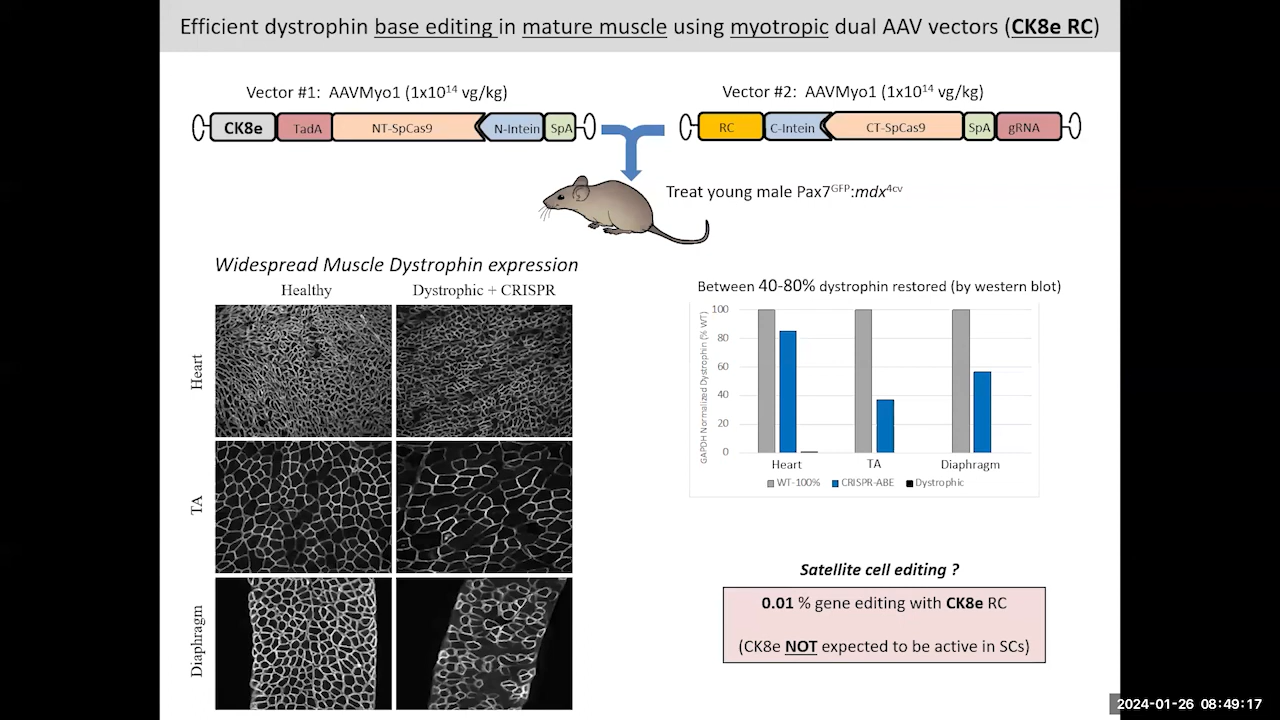 Efficient dystrophin base editing in mature muscle using myotropic dual AAV vectors (CK8e RC)
Vector #1: AAVMyo1 (1x10¹⁴ vg/kg)
CK8e TadA NT-SpCas9 N-Intein SpA
Vector #2: AAVMyo1 (1x10¹⁴ vg/kg)
RC C-Intein CT-SpCas9 SpA gRNA
Treat young male Pax7ᴳᶠᴾ:mdx⁴ᶜᵛ
Widespread Muscle Dystrophin expression
Healthy Dystrophic + CRISPR
Heart
TA
Diaphragm
Between 40-80% dystrophin restored (by western blot)
GAPDH Normalized Dystrophin (% WT)
100
80
60
40
20
0
Heart TA Diaphragm
WT-100% CRISPR-ABE Dystrophic
Satellite cell editing ?
0.01 % gene editing with CK8e RC
(CK8e NOT expected to be active in SCs)
2024-01-26 08:49:17